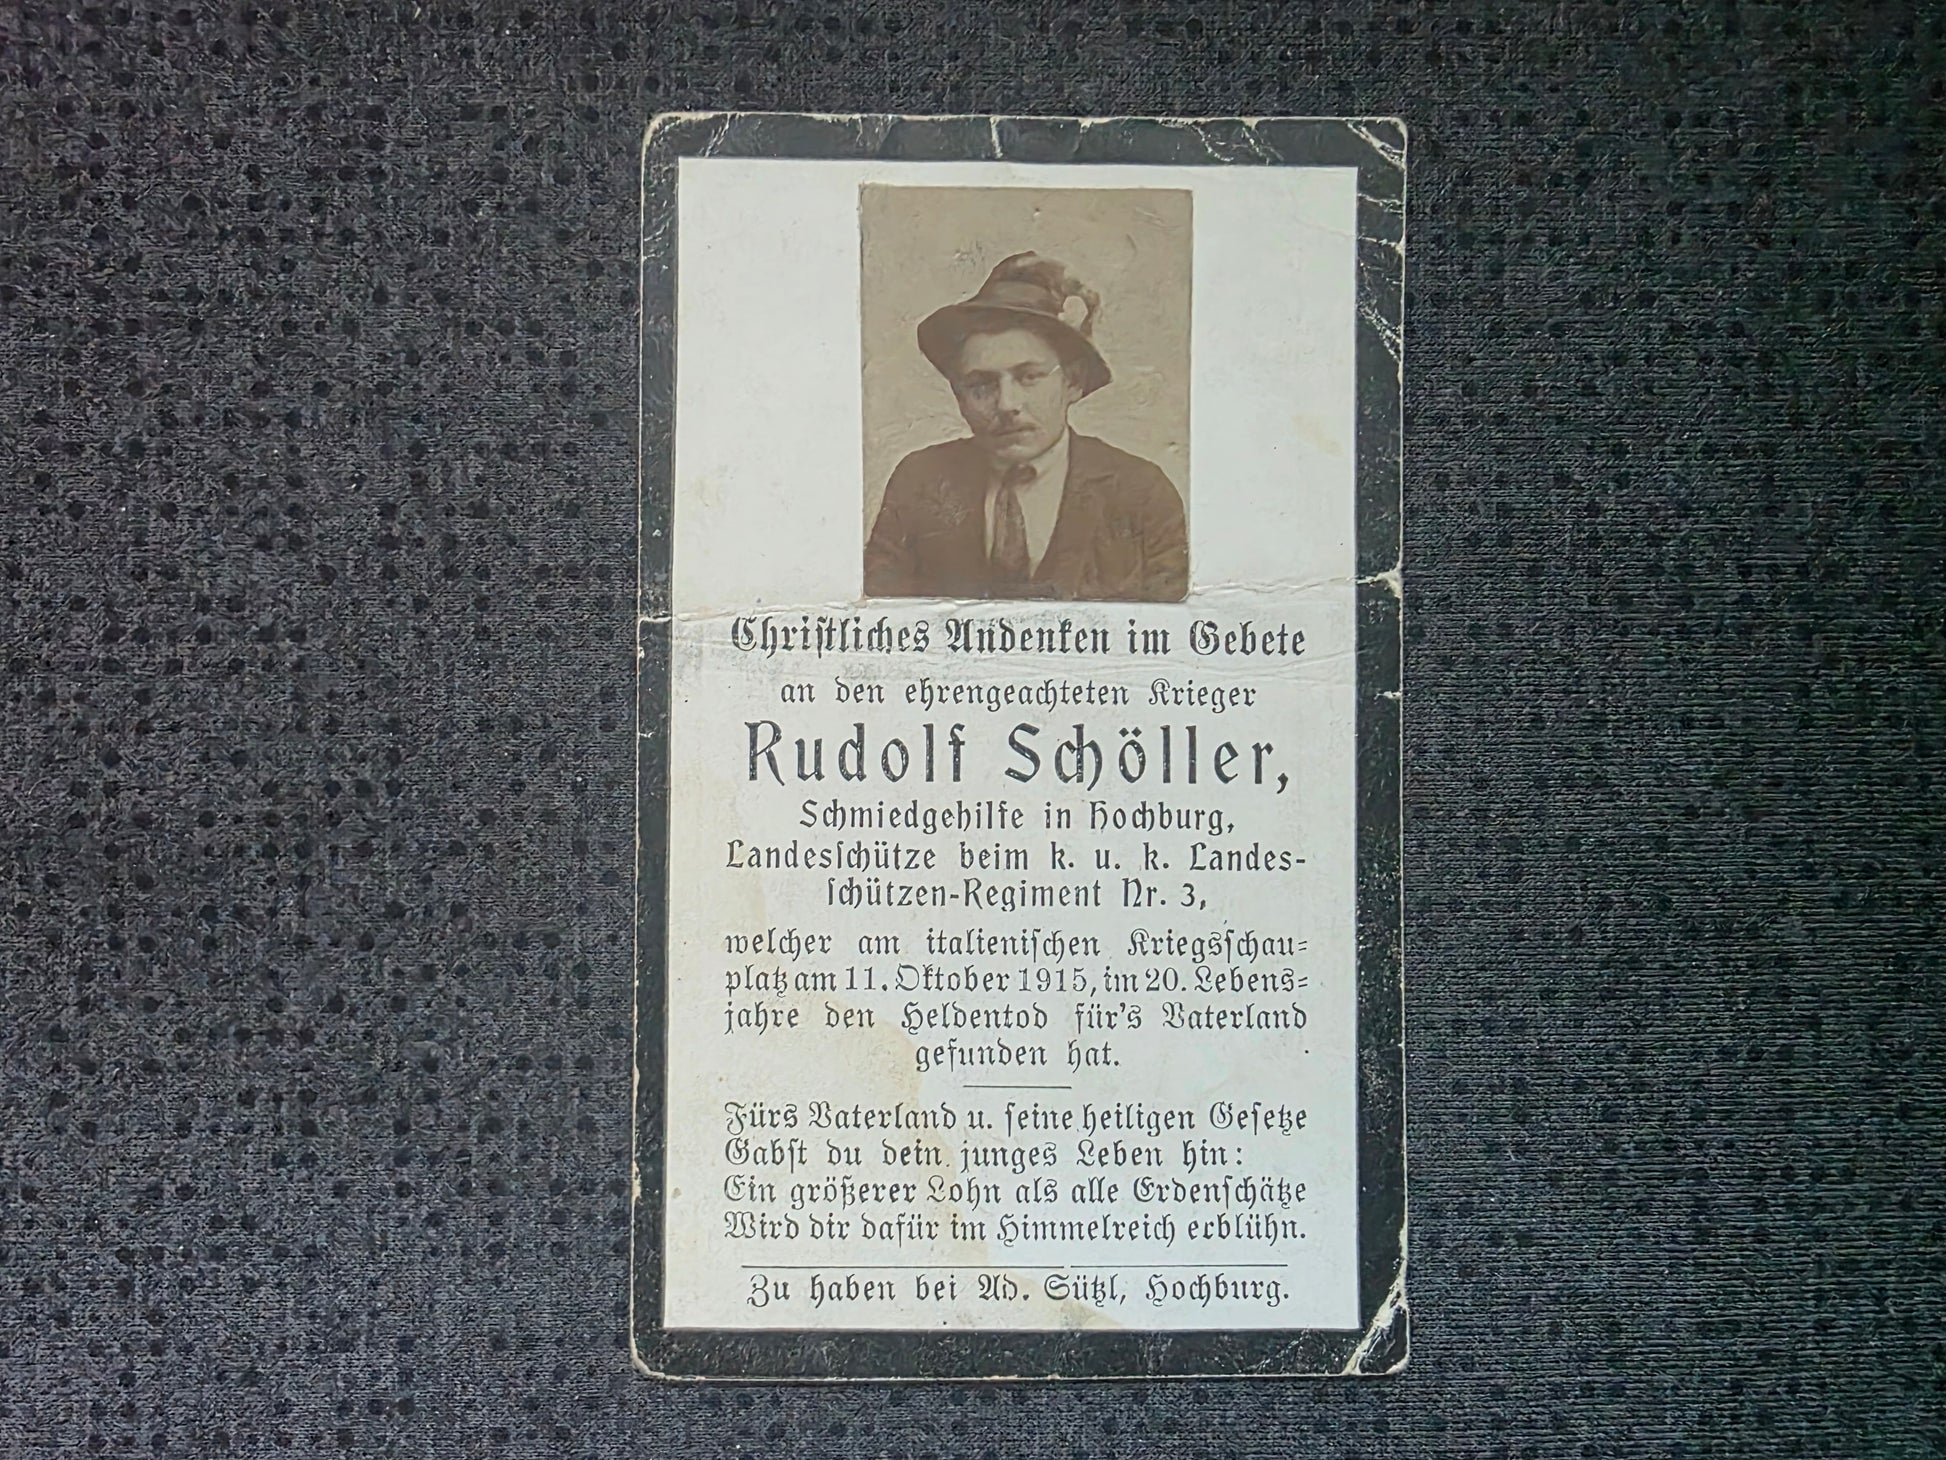 Christliches Andenken im Gebete
an den ehrengeachteten Krieger
Rudolf Schöller,
Schmiedgehilfe in Hochburg,
Landesschütze beim k. u. k. Landes-
schützen-Regiment Nr. 3,
welcher am italienischen Kriegsschau-
platz am 11. Oktober 1915, im 20. Lebens-
jahre den Heldentod für's Vaterland
gefunden hat.
Fürs Vaterland u. seine heiligen Gesetze
Gabst du dein junges Leben hin:
Ein größerer Lohn als alle Erdenschätze
Wird dir dafür im Himmelreich erblühn.
Zu haben bei Ad. Sützl, Hochburg.